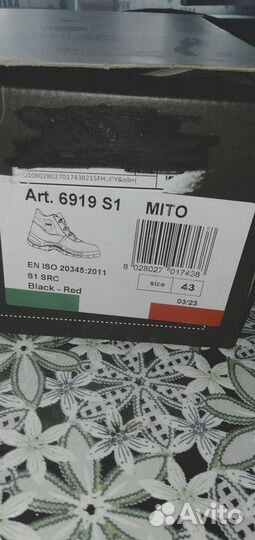 0108028027017438215FH
Art. 6919 S1 MITO
EN ISO 20345:2011
S1 SRC
Black - Red
8 028027 017438
size 43
03/23
Avito